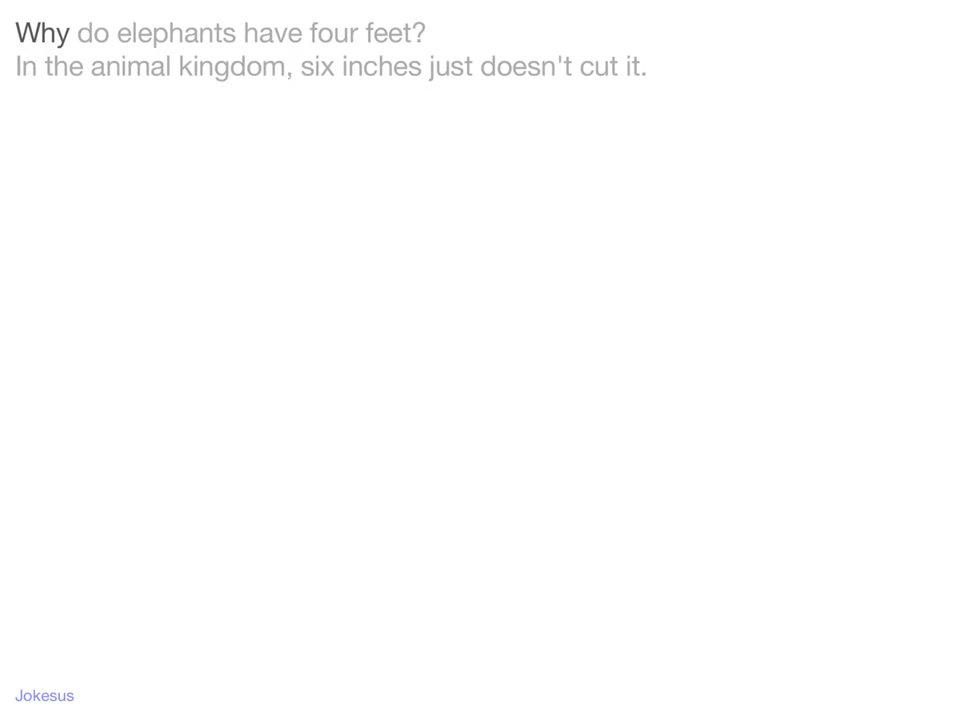 Why do elephants have four feet?
In the animal kingdom, six inches just doesn't cut it.
Jokesus